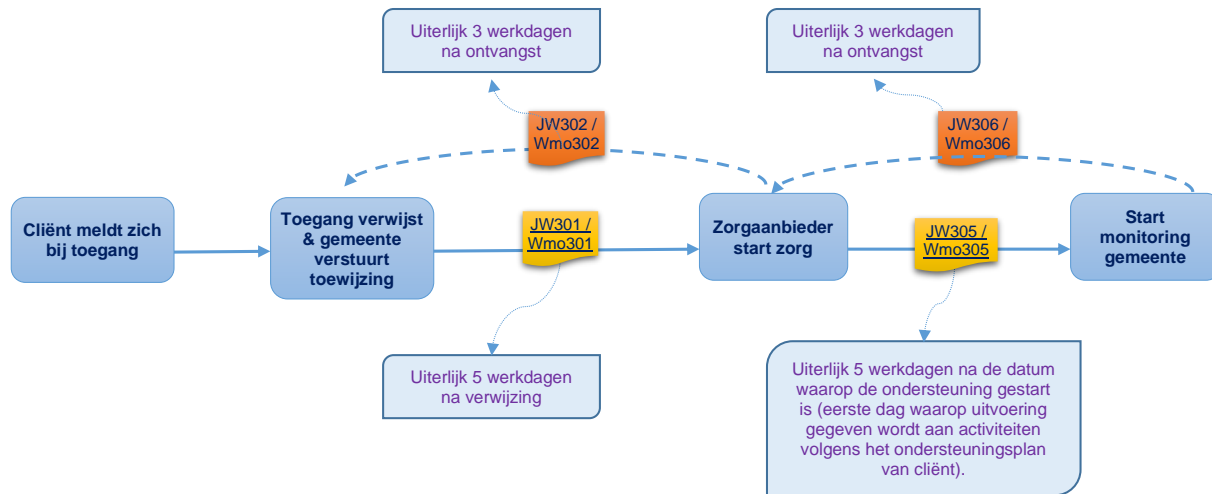 Uiterlijk 3 werkdagen
na ontvangst
Uiterlijk 3 werkdagen
na ontvangst
JW302 /
Wmo302
JW306 /
Wmo306
Cliënt meldt zich
bij toegang
Toegang verwijst
& gemeente
verstuurt
toewijzing
JW301 /
Wmo301
Zorgaanbieder
start zorg
JW305 /
Wmo305
Start
monitoring
gemeente
Uiterlijk 5 werkdagen
na verwijzing
Uiterlijk 5 werkdagen na de datum
waarop de ondersteuning gestart
is (eerste dag waarop uitvoering
gegeven wordt aan activiteiten
volgens het ondersteuningsplan
van cliënt).